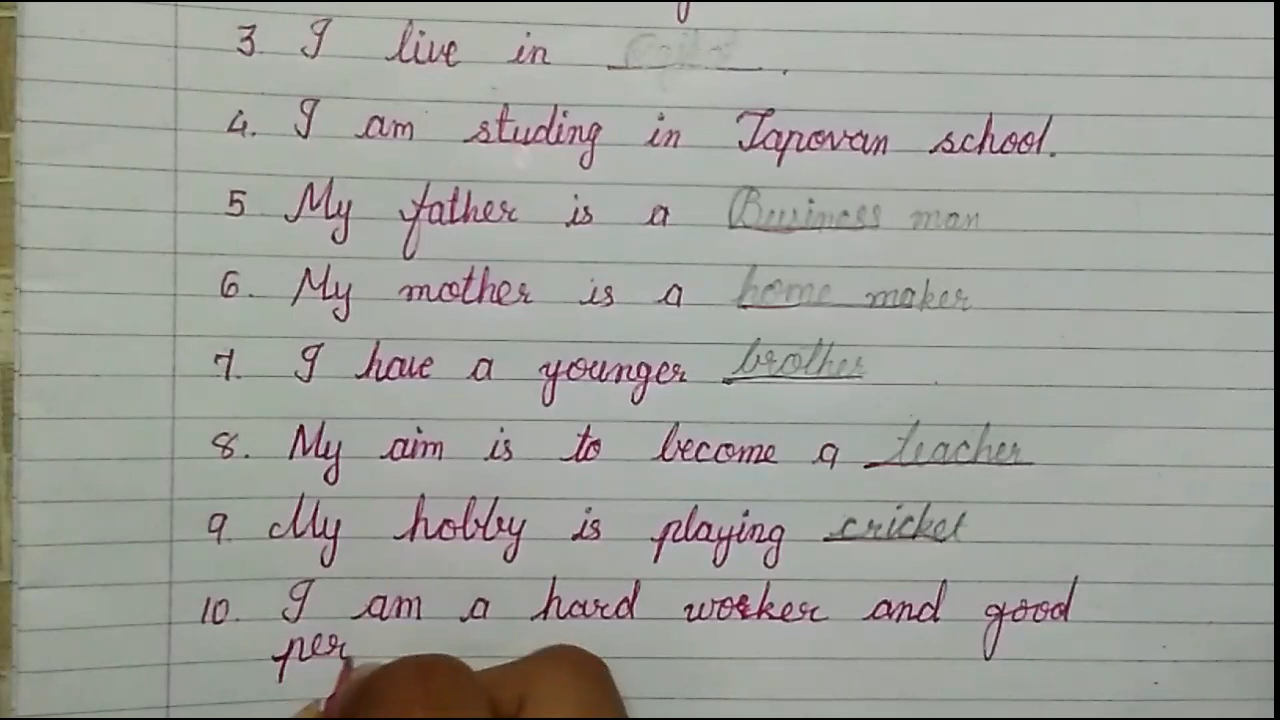 3 I live in
4. I am studing in Tapovan school.
5 My father is a Business man
6. My mother is a home maker
7. I have a younger brother
8. My aim is to become a teacher
9. My hobby is playing cricket
10. I am a hard worker and good
per